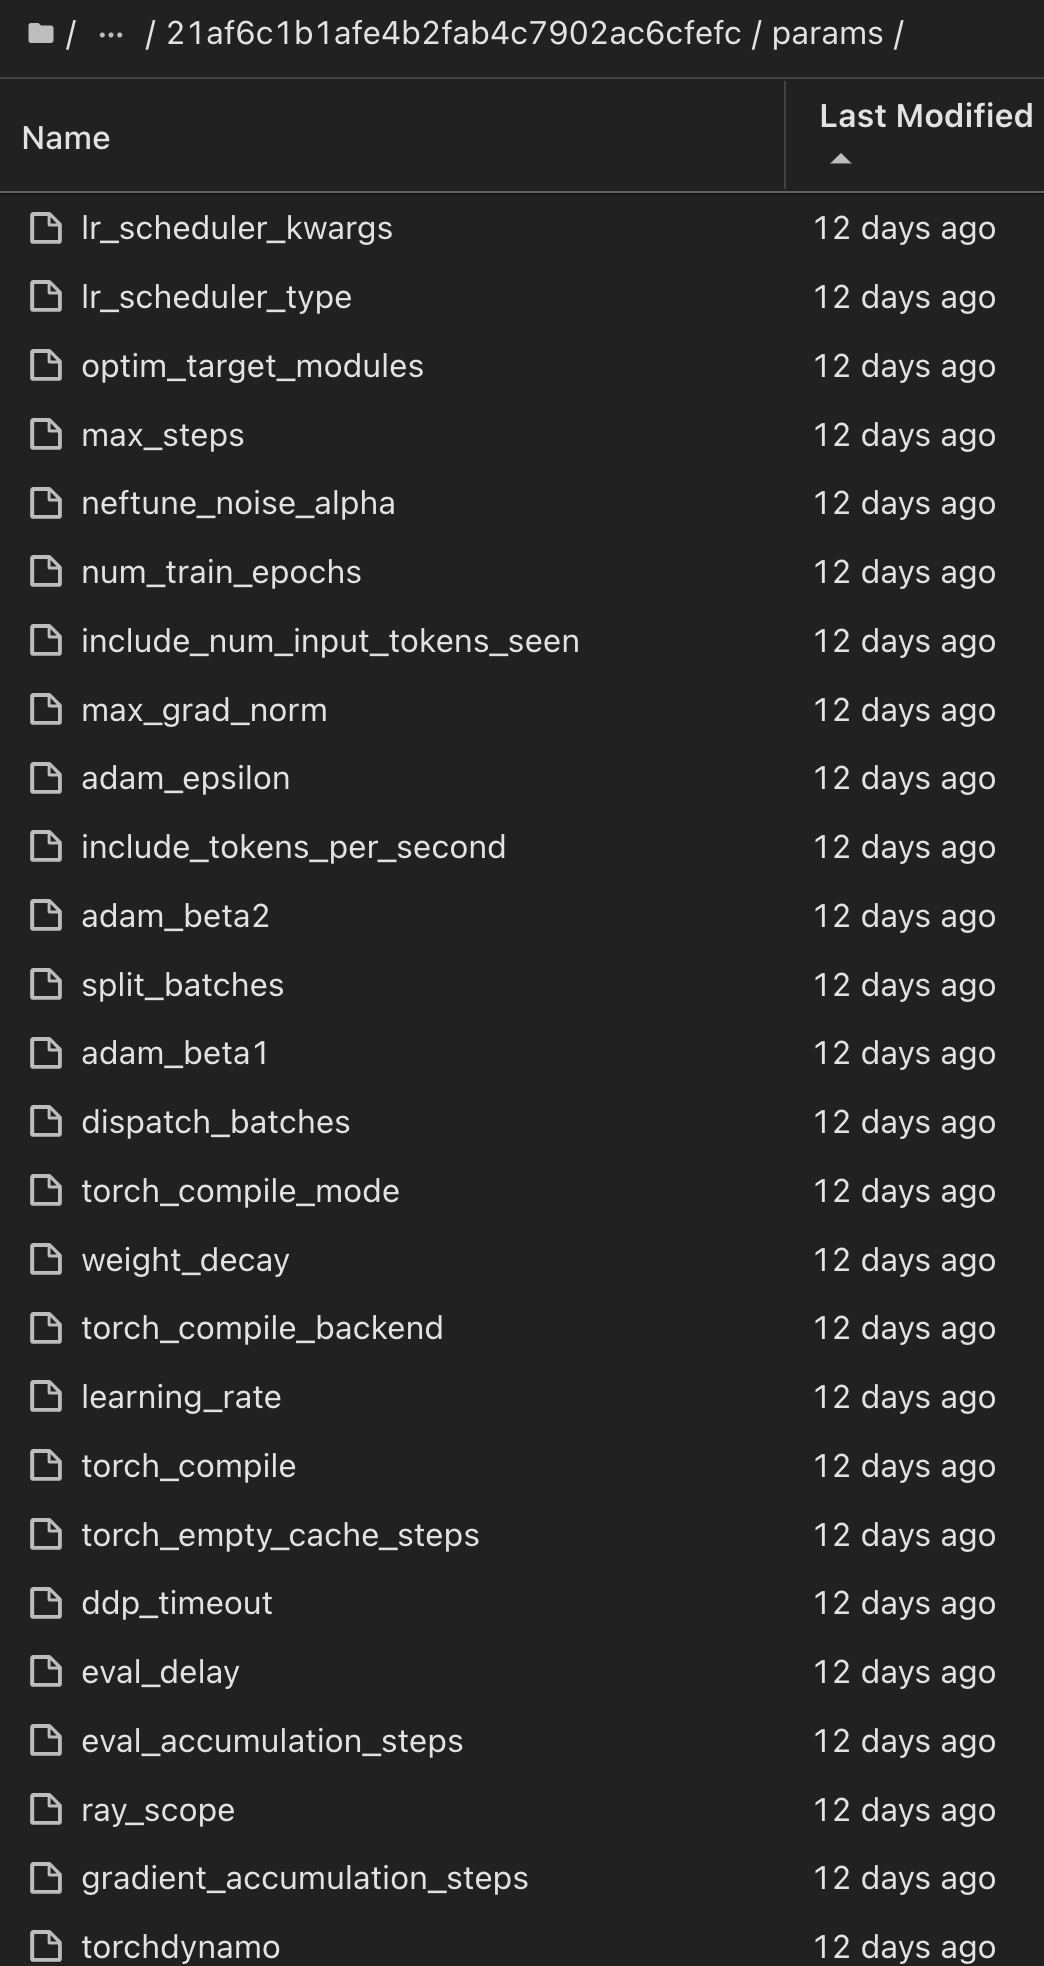 / ... / 21af6c1b1afe4b2fab4c7902ac6cfefc / params /
Name Last Modified
lr_scheduler_kwargs 12 days ago
lr_scheduler_type 12 days ago
optim_target_modules 12 days ago
max_steps 12 days ago
neftune_noise_alpha 12 days ago
num_train_epochs 12 days ago
include_num_input_tokens_seen 12 days ago
max_grad_norm 12 days ago
adam_epsilon 12 days ago
include_tokens_per_second 12 days ago
adam_beta2 12 days ago
split_batches 12 days ago
adam_beta1 12 days ago
dispatch_batches 12 days ago
torch_compile_mode 12 days ago
weight_decay 12 days ago
torch_compile_backend 12 days ago
learning_rate 12 days ago
torch_compile 12 days ago
torch_empty_cache_steps 12 days ago
ddp_timeout 12 days ago
eval_delay 12 days ago
eval_accumulation_steps 12 days ago
ray_scope 12 days ago
gradient_accumulation_steps 12 days ago
torchdynamo 12 days ago